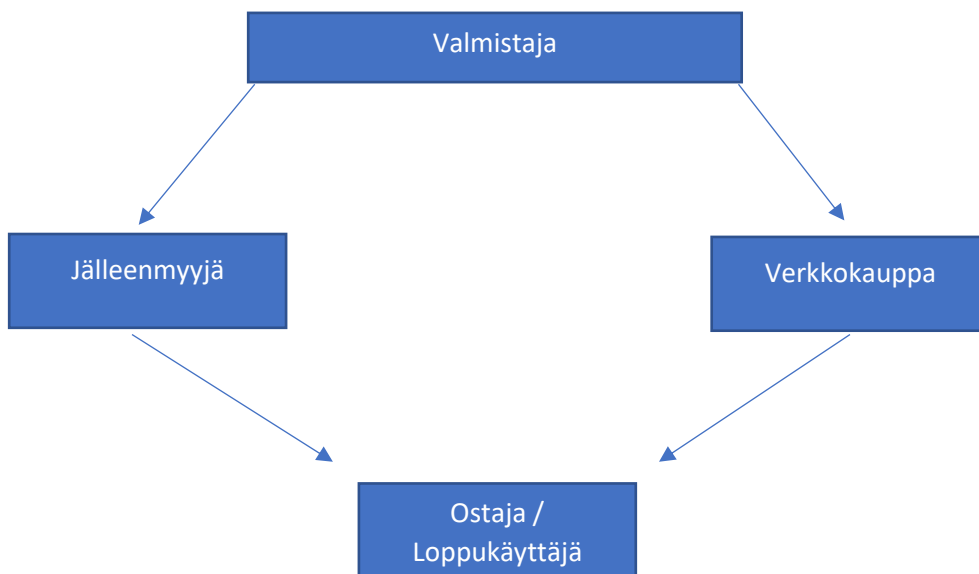 Valmistaja
Jälleenmyyjä
Verkkokauppa
Ostaja /
Loppukäyttäjä